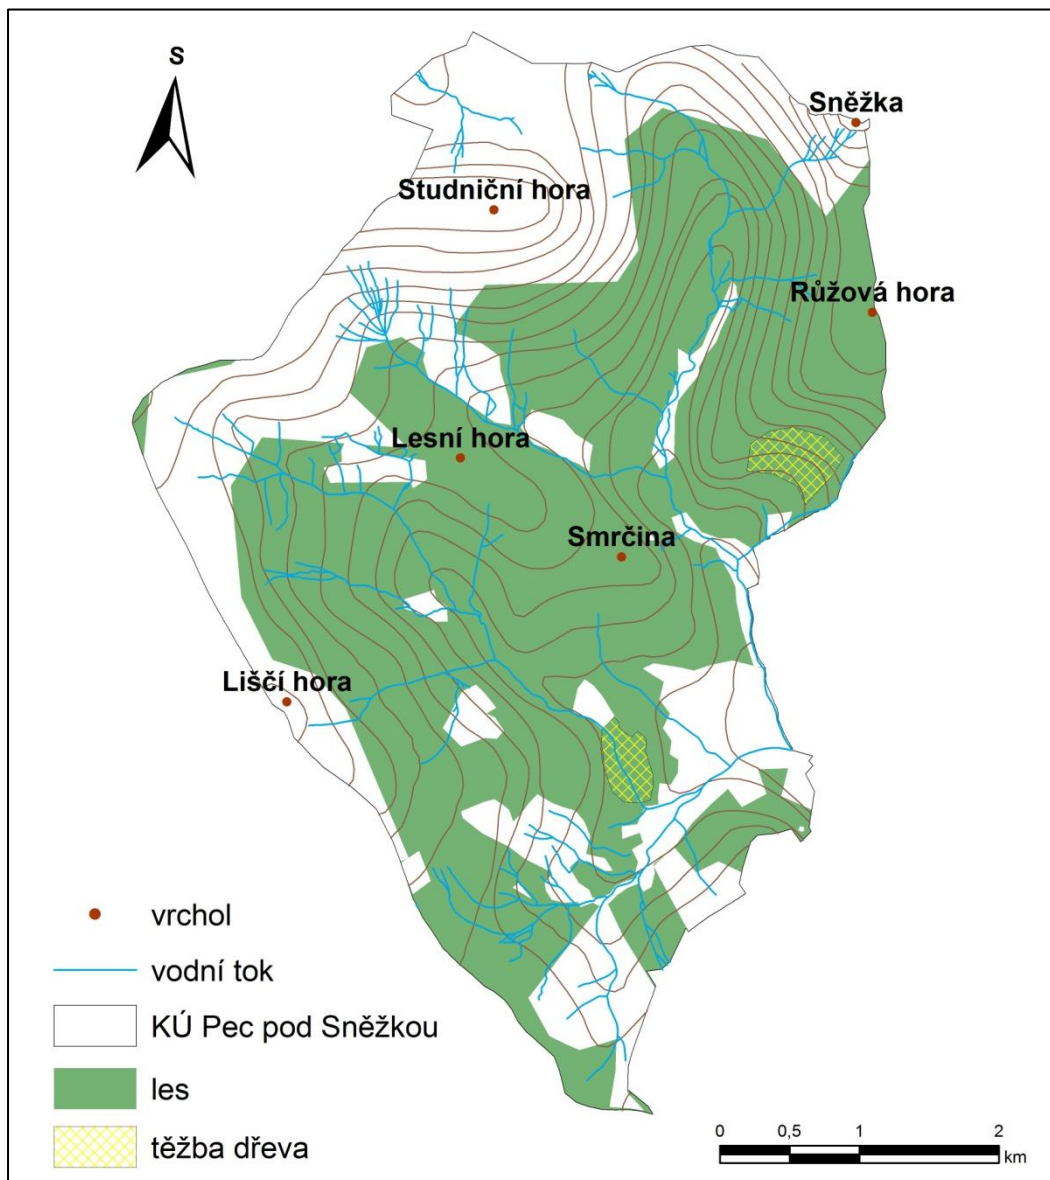 S
Sněžka
Studniční hora
Růžová hora
Lesní hora
Smrčina
Liščí hora
vrchol
vodní tok
KÚ Pec pod Sněžkou
les
těžba dřeva
0 0,5 1 2
km